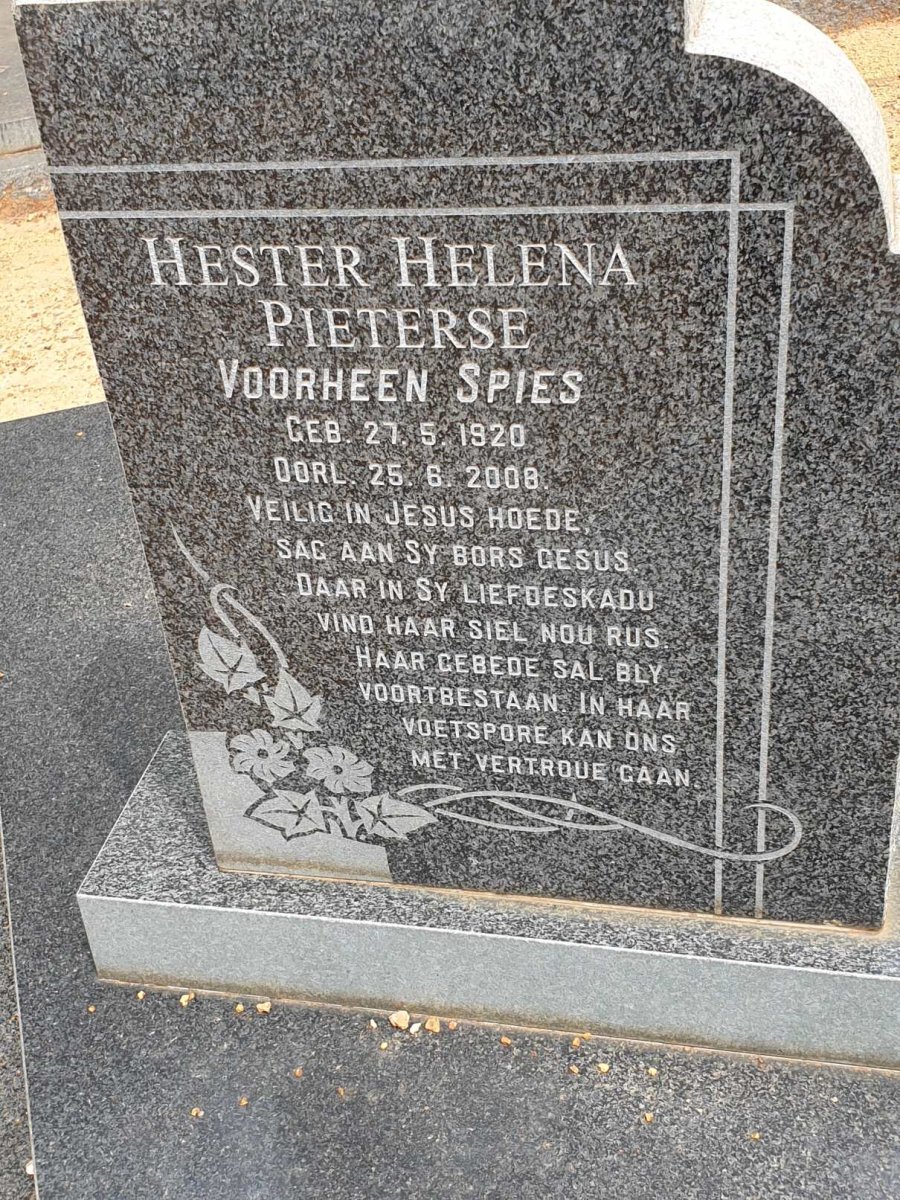 HESTER HELENA
PIETERSE
VOORHEEN SPIES
GEB. 27. 5. 1920
OORL. 25. 6. 2008.
VEILIG IN JESUS HOEDE,
SAG AAN SY BORS GESUS.
DAAR IN SY LIEFDESKADU
VIND HAAR SIEL NOU RUS.
HAAR GEBEDE SAL BLY
VOORTBESTAAN. IN HAAR
VOETSPORE KAN ONS
MET VERTROUE GAAN.